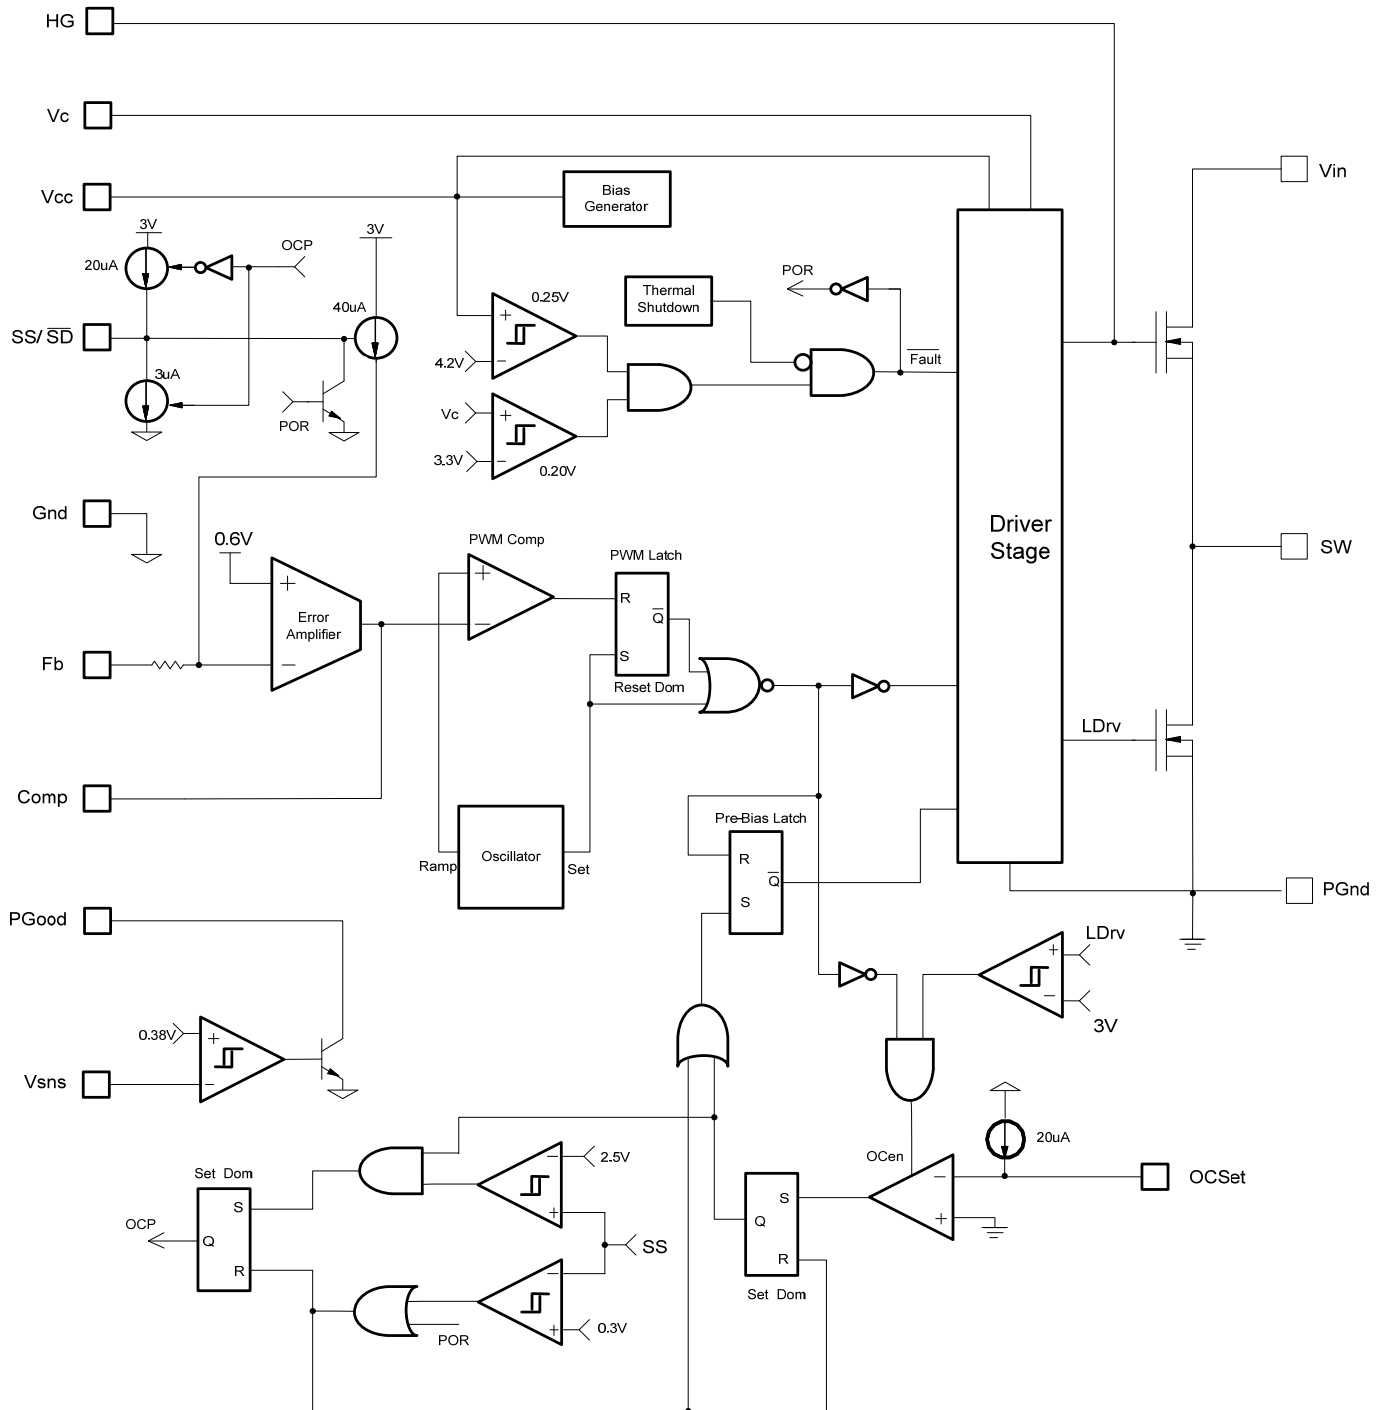 HG
Vc
Vcc
Bias
Generator
Vin
3V
3V
OCP
20uA
40uA
SS/ SD
3uA
POR
0.25V
4.2V
Vc
3.3V
0.20V
Thermal
Shutdown
POR
Fault
Gnd
0.6V
+
Error
Amplifier
−
Fb
PWM Comp
+
−
PWM Latch
R
Q
S
Reset Dom
Driver
Stage
SW
LDrv
Comp
Ramp
Oscillator
Set
Pre-Bias Latch
R
Q
S
PGnd
PGood
LDrv
+
−
3V
0.38V
+
−
Vsns
OCen
20uA
OCSet
−
+
Set Dom
S
Q
R
OCP
2.5V
−
+
SS
−
+
0.3V
POR
S
Q
R
Set Dom
+
−
+
−